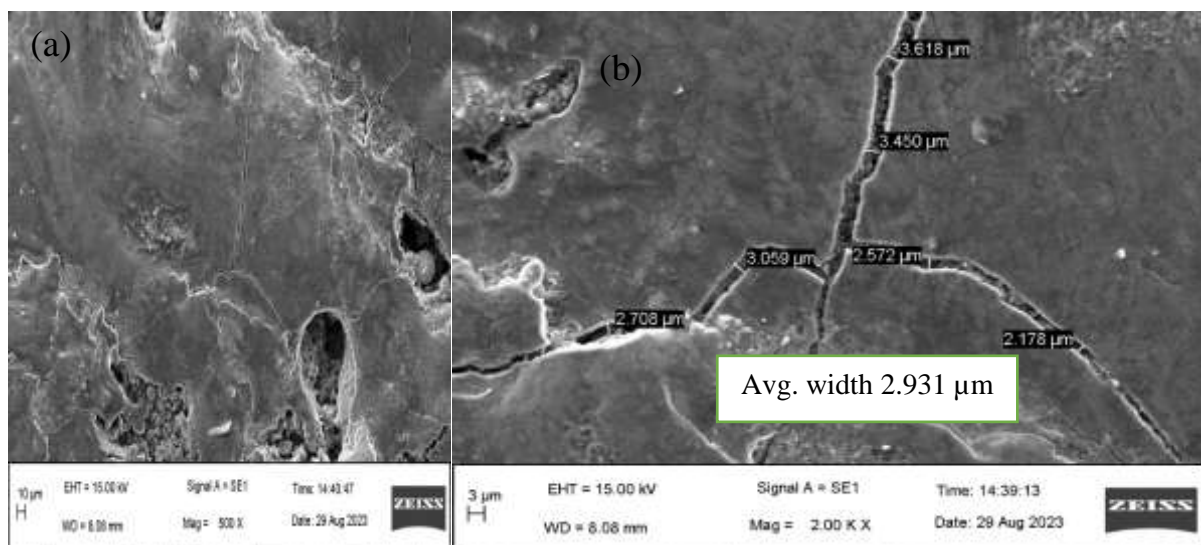 (a)
10 µm
EHT = 15.00 kV
Signal A = SE1
Time: 14:40:47
WD = 8.08 mm
Mag = 500 X
Date: 29 Aug 2023
ZEISS
(b)
3.618 µm
3.450 µm
3.059 µm
2.572 µm
2.708 µm
2.178 µm
Avg. width 2.931 µm
3 µm
EHT = 15.00 kV
Signal A = SE1
Time: 14:39:13
WD = 8.08 mm
Mag = 2.00 K X
Date: 29 Aug 2023
ZEISS